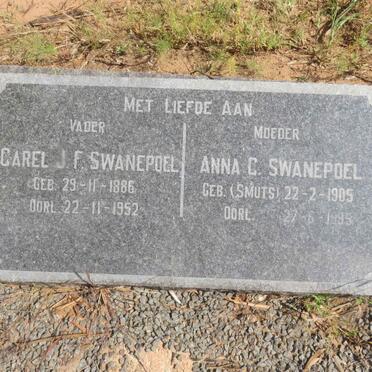 MET LIEFDE AAN
VADER
CAREL J. F. SWANEPOEL
GEB. 29-11-1886
OORL. 22-11-1952
MOEDER
ANNA C. SWANEPOEL
GEB. (SMUTS) 22-2-1905
OORL.